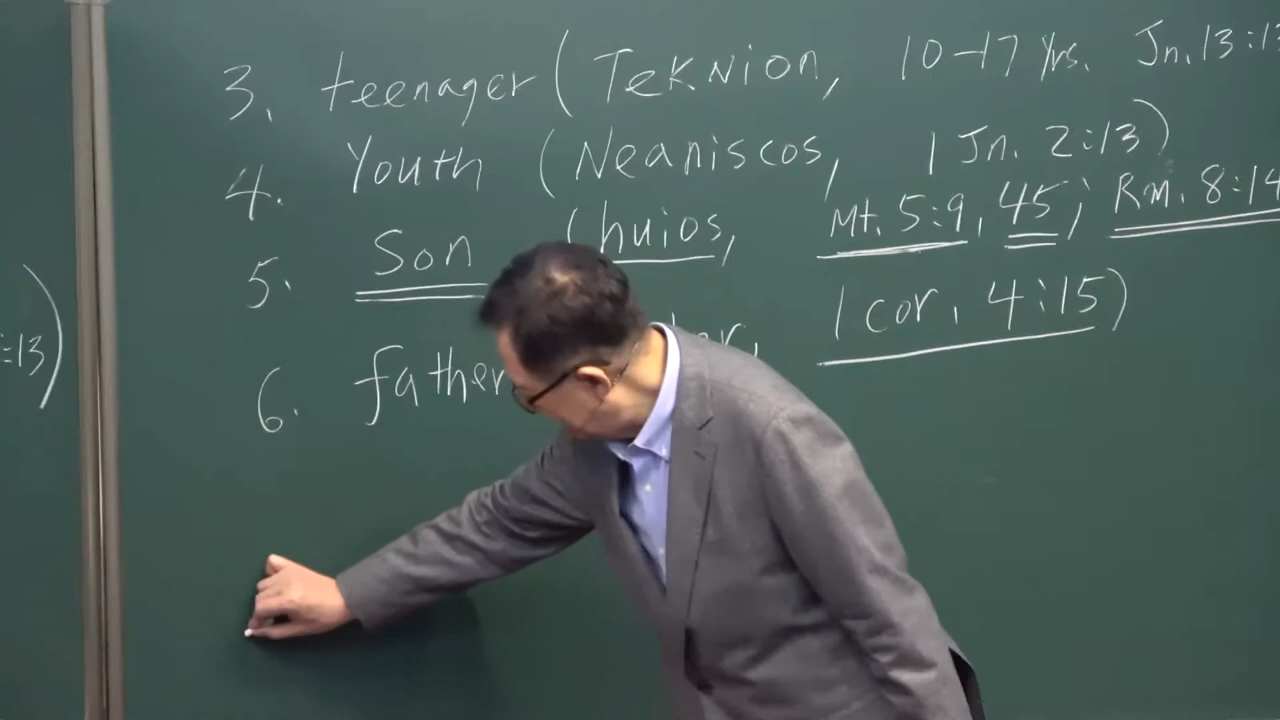 3. teenager (Teknion, 10-17 yrs. Jn. 13:1
4. Youth (Neaniscos, 1 Jn. 2:13)
5. Son (huios, Mt. 5:9, 45; Rm. 8:14
6. father 1 cor. 4:15)
:13)